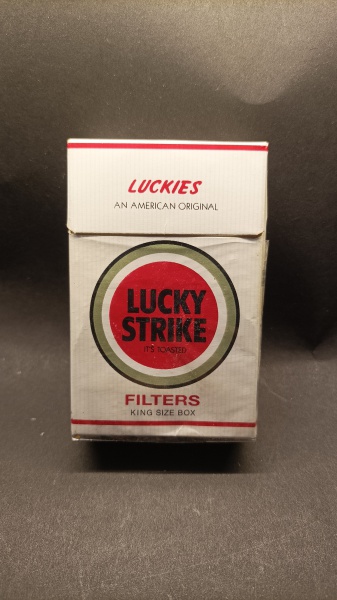 LUCKIES
AN AMERICAN ORIGINAL
LUCKY
STRIKE
IT'S TOASTED
FILTERS
KING SIZE BOX